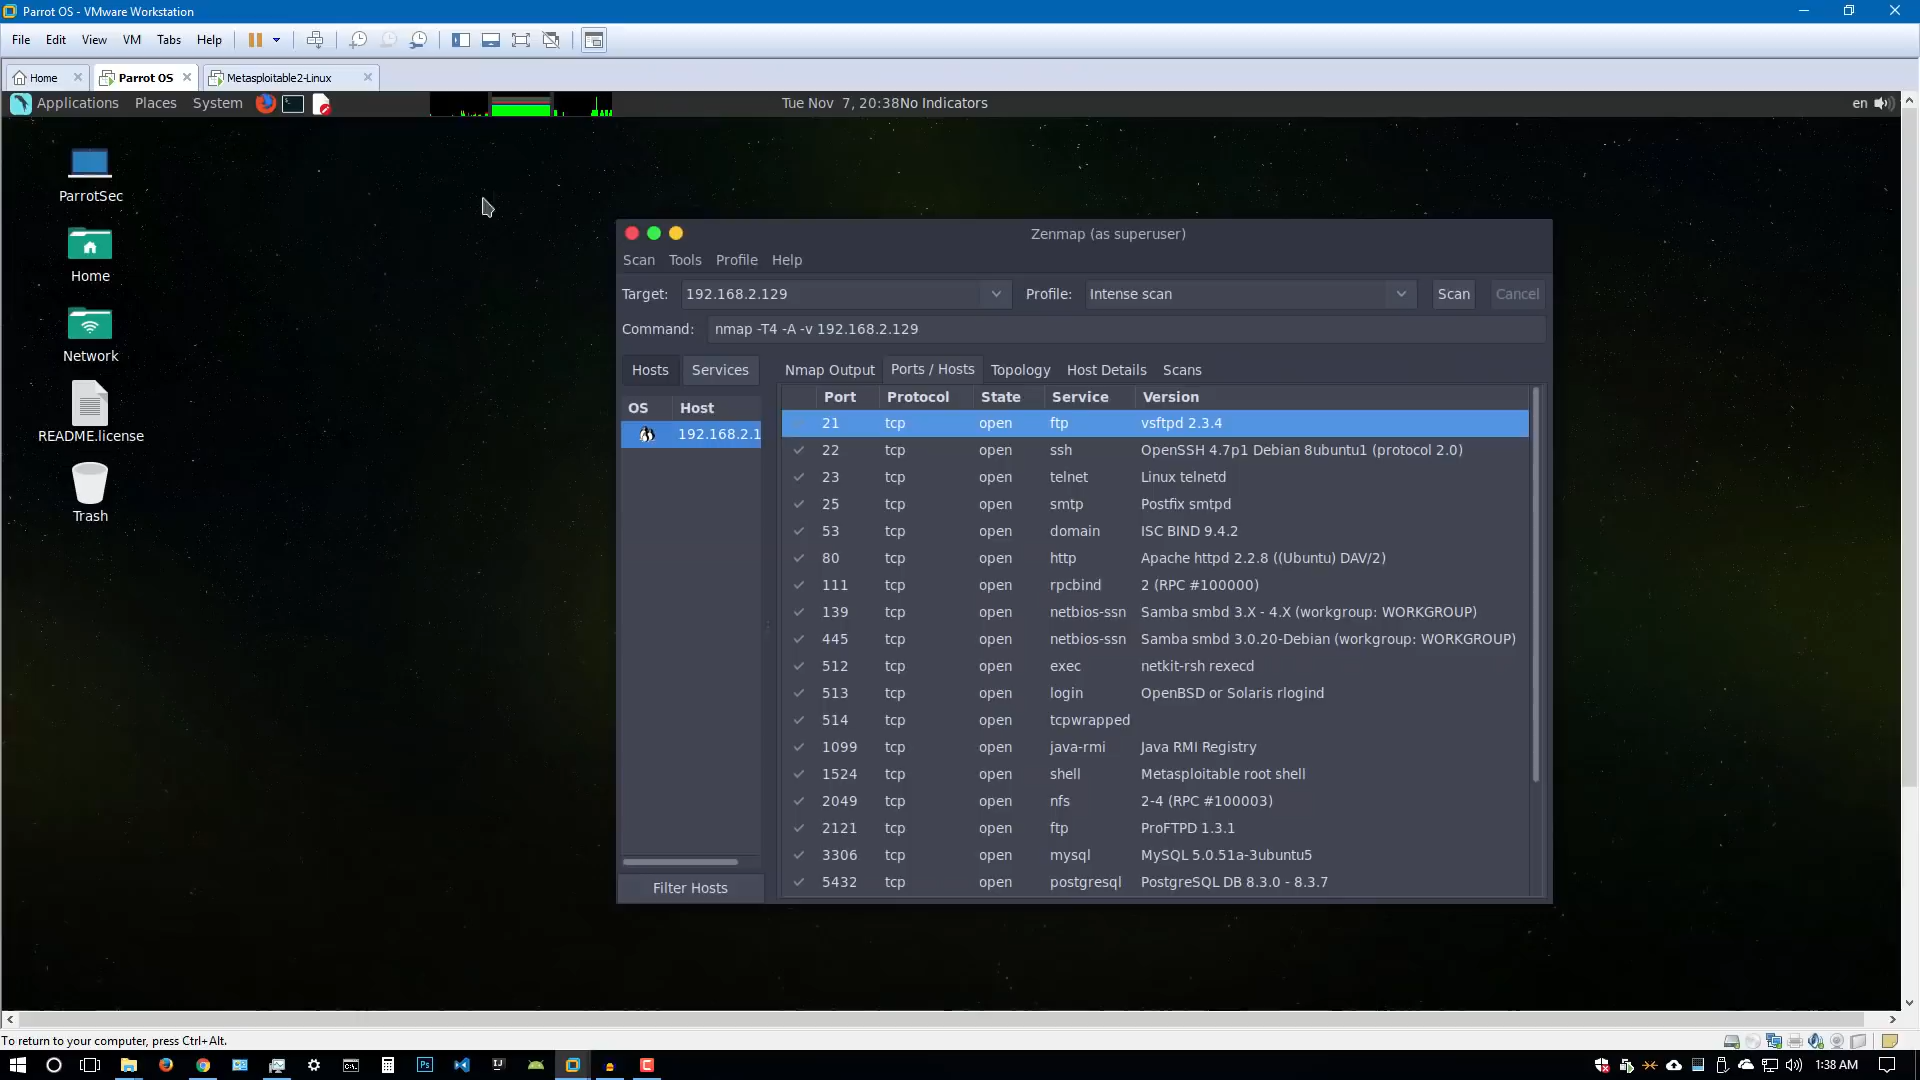 Parrot OS - VMware Workstation
File Edit View VM Tabs Help
Home Parrot OS Metasploitable2-Linux
Applications Places System Tue Nov 7, 20:38No Indicators en
ParrotSec
Home
Network
README.license
Trash
Zenmap (as superuser)
Scan Tools Profile Help
Target: 192.168.2.129 Profile: Intense scan Scan Cancel
Command: nmap -T4 -A -v 192.168.2.129
Hosts Services Nmap Output Ports / Hosts Topology Host Details Scans
OS Host
192.168.2.1
Port Protocol State Service Version
21 tcp open ftp vsftpd 2.3.4
22 tcp open ssh OpenSSH 4.7p1 Debian 8ubuntu1 (protocol 2.0)
23 tcp open telnet Linux telnetd
25 tcp open smtp Postfix smtpd
53 tcp open domain ISC BIND 9.4.2
80 tcp open http Apache httpd 2.2.8 ((Ubuntu) DAV/2)
111 tcp open rpcbind 2 (RPC #100000)
139 tcp open netbios-ssn Samba smbd 3.X - 4.X (workgroup: WORKGROUP)
445 tcp open netbios-ssn Samba smbd 3.0.20-Debian (workgroup: WORKGROUP)
512 tcp open exec netkit-rsh rexecd
513 tcp open login OpenBSD or Solaris rlogind
514 tcp open tcpwrapped
1099 tcp open java-rmi Java RMI Registry
1524 tcp open shell Metasploitable root shell
2049 tcp open nfs 2-4 (RPC #100003)
2121 tcp open ftp ProFTPD 1.3.1
3306 tcp open mysql MySQL 5.0.51a-3ubuntu5
5432 tcp open postgresql PostgreSQL DB 8.3.0 - 8.3.7
Filter Hosts
To return to your computer, press Ctrl+Alt.
1:38 AM